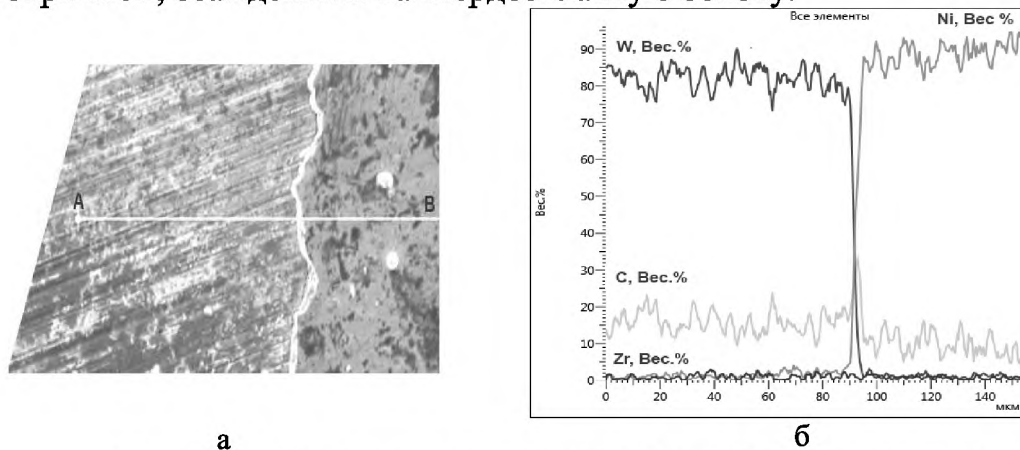 Все элементы
Ni, Вес %
W, Вес.%
C, Вес.%
Zr, Вес.%
Вес.%
90
80
70
60
50
40
30
20
10
0
0 20 40 60 80 100 120 140
мкм
A B
а
б